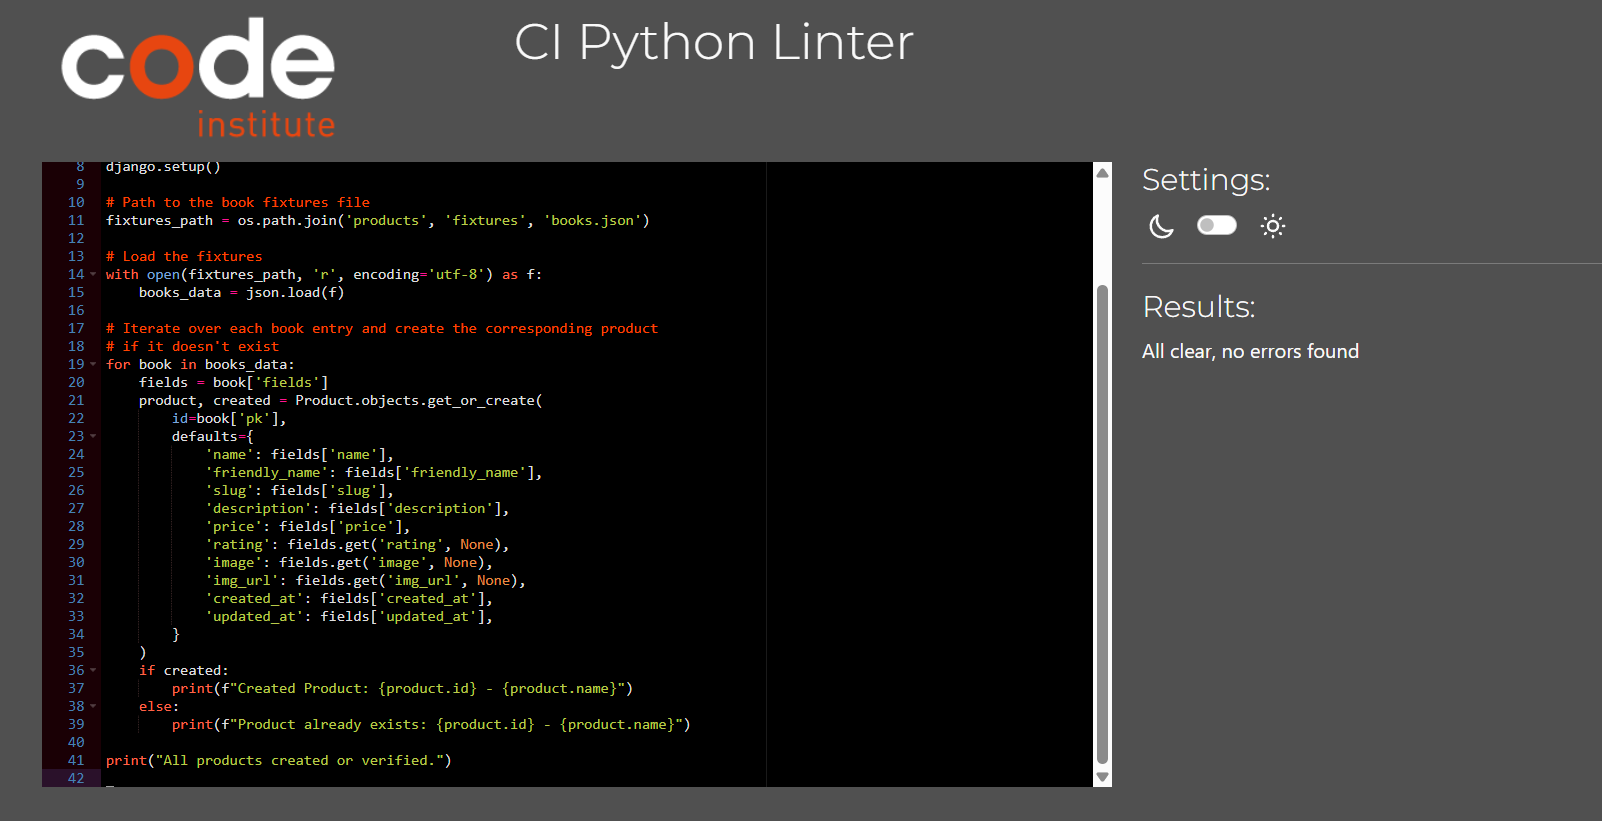 code
institute
CI Python Linter
8 django.setup()
9
10 # Path to the book fixtures file
11 fixtures_path = os.path.join('products', 'fixtures', 'books.json')
12
13 # Load the fixtures
14 with open(fixtures_path, 'r', encoding='utf-8') as f:
15     books_data = json.load(f)
16
17 # Iterate over each book entry and create the corresponding product
18 # if it doesn't exist
19 for book in books_data:
20     fields = book['fields']
21     product, created = Product.objects.get_or_create(
22         id=book['pk'],
23         defaults={
24             'name': fields['name'],
25             'friendly_name': fields['friendly_name'],
26             'slug': fields['slug'],
27             'description': fields['description'],
28             'price': fields['price'],
29             'rating': fields.get('rating', None),
30             'image': fields.get('image', None),
31             'img_url': fields.get('img_url', None),
32             'created_at': fields['created_at'],
33             'updated_at': fields['updated_at'],
34         }
35     )
36     if created:
37         print(f"Created Product: {product.id} - {product.name}")
38     else:
39         print(f"Product already exists: {product.id} - {product.name}")
40
41 print("All products created or verified.")
42
Settings:
Results:
All clear, no errors found